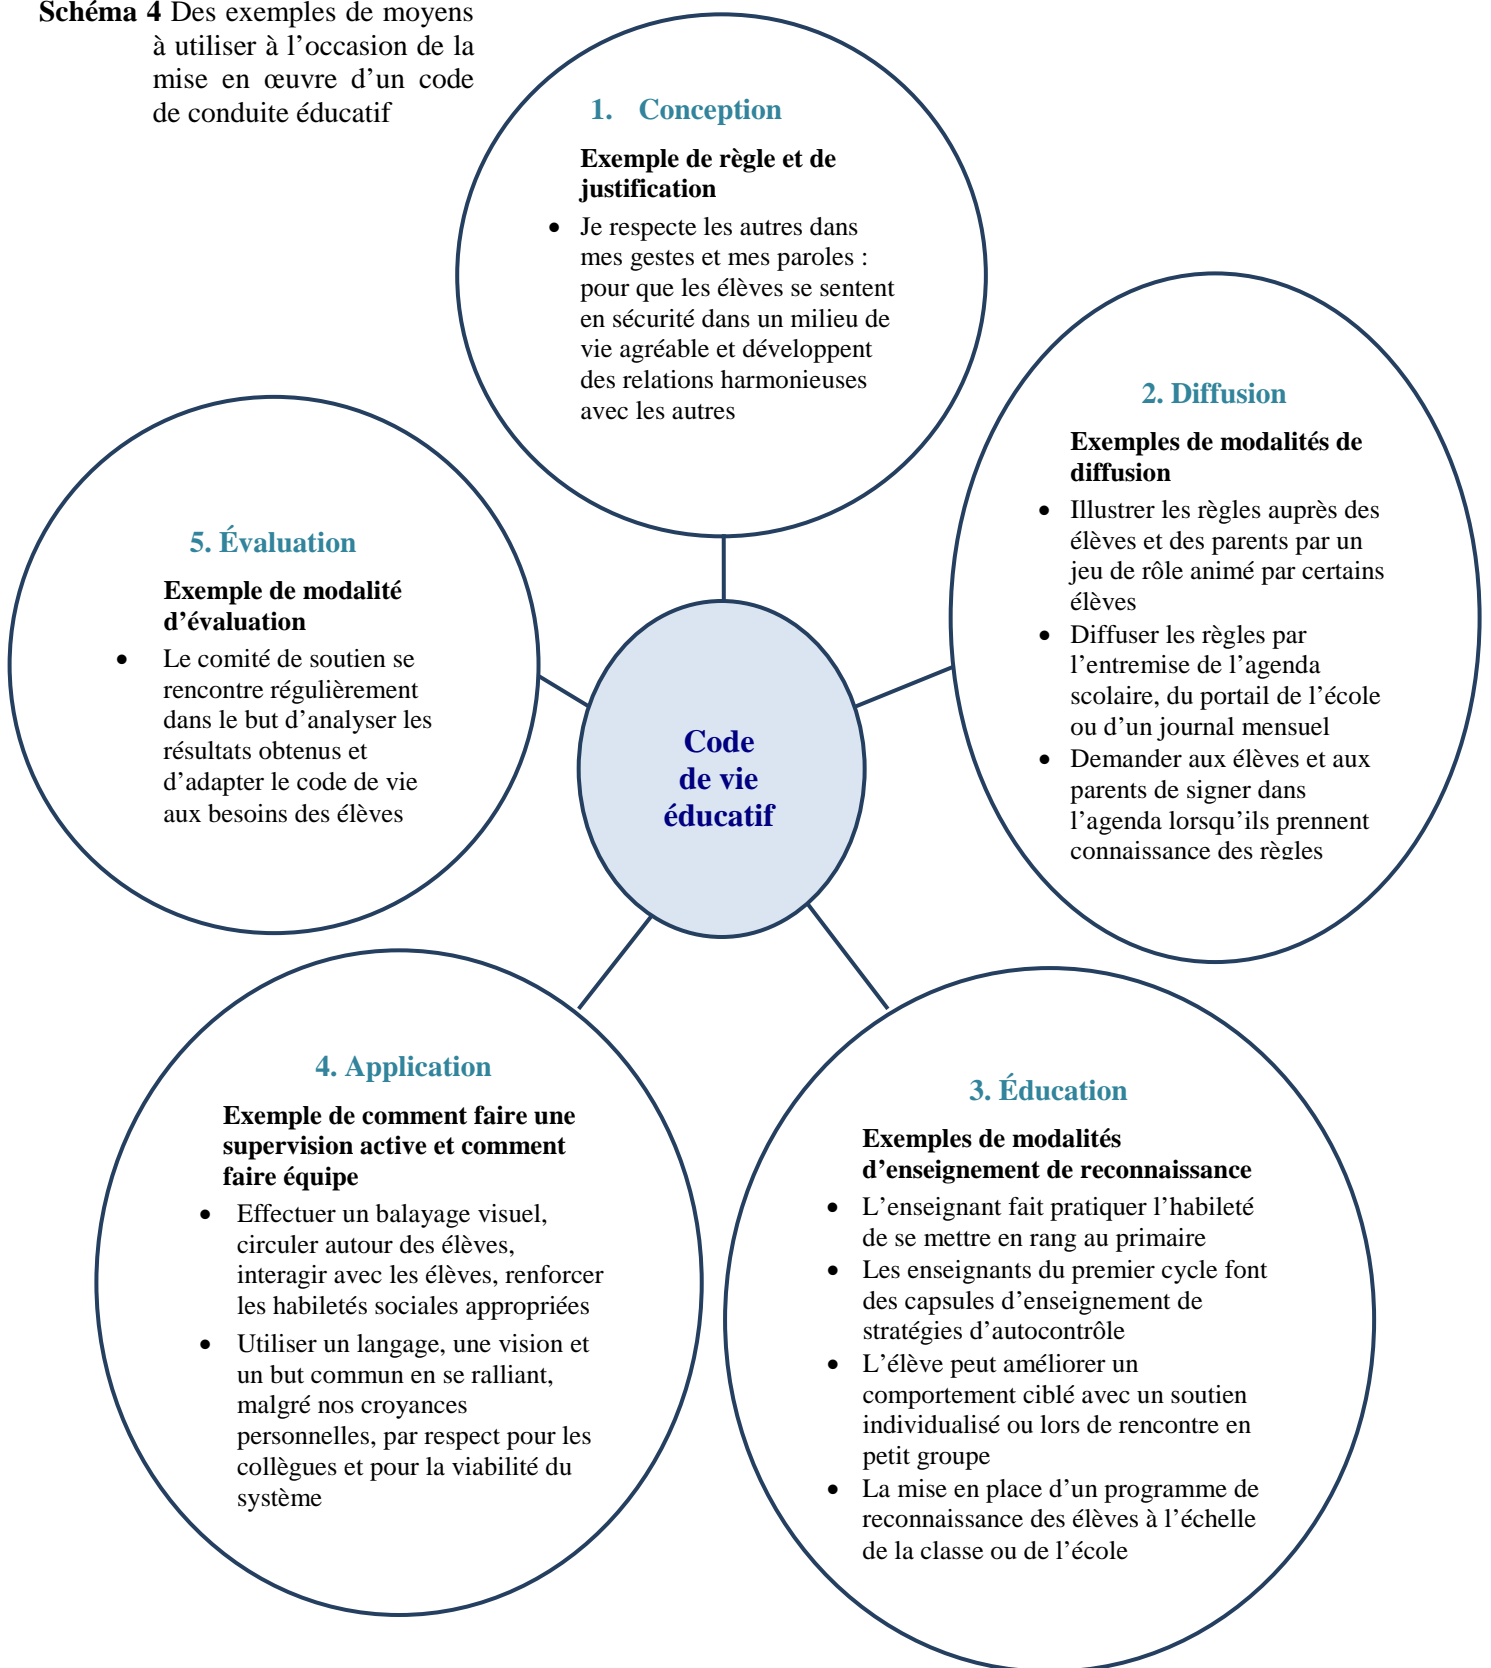 Schéma 4 Des exemples de moyens
à utiliser à l’occasion de la
mise en œuvre d’un code
de conduite éducatif
1. Conception
Exemple de règle et de
justification
• Je respecte les autres dans
mes gestes et mes paroles :
pour que les élèves se sentent
en sécurité dans un milieu de
vie agréable et développent
des relations harmonieuses
avec les autres
2. Diffusion
Exemples de modalités de
diffusion
• Illustrer les règles auprès des
élèves et des parents par un
jeu de rôle animé par certains
élèves
• Diffuser les règles par
l’entremise de l’agenda
scolaire, du portail de l’école
ou d’un journal mensuel
• Demander aux élèves et aux
parents de signer dans
l’agenda lorsqu’ils prennent
connaissance des règles
5. Évaluation
Exemple de modalité
d’évaluation
• Le comité de soutien se
rencontre régulièrement
dans le but d’analyser les
résultats obtenus et
d’adapter le code de vie
aux besoins des élèves
Code
de vie
éducatif
4. Application
Exemple de comment faire une
supervision active et comment
faire équipe
• Effectuer un balayage visuel,
circuler autour des élèves,
interagir avec les élèves, renforcer
les habiletés sociales appropriées
• Utiliser un langage, une vision et
un but commun en se ralliant,
malgré nos croyances
personnelles, par respect pour les
collègues et pour la viabilité du
système
3. Éducation
Exemples de modalités
d’enseignement de reconnaissance
• L’enseignant fait pratiquer l’habileté
de se mettre en rang au primaire
• Les enseignants du premier cycle font
des capsules d’enseignement de
stratégies d’autocontrôle
• L’élève peut améliorer un
comportement ciblé avec un soutien
individualisé ou lors de rencontre en
petit groupe
• La mise en place d’un programme de
reconnaissance des élèves à l’échelle
de la classe ou de l’école